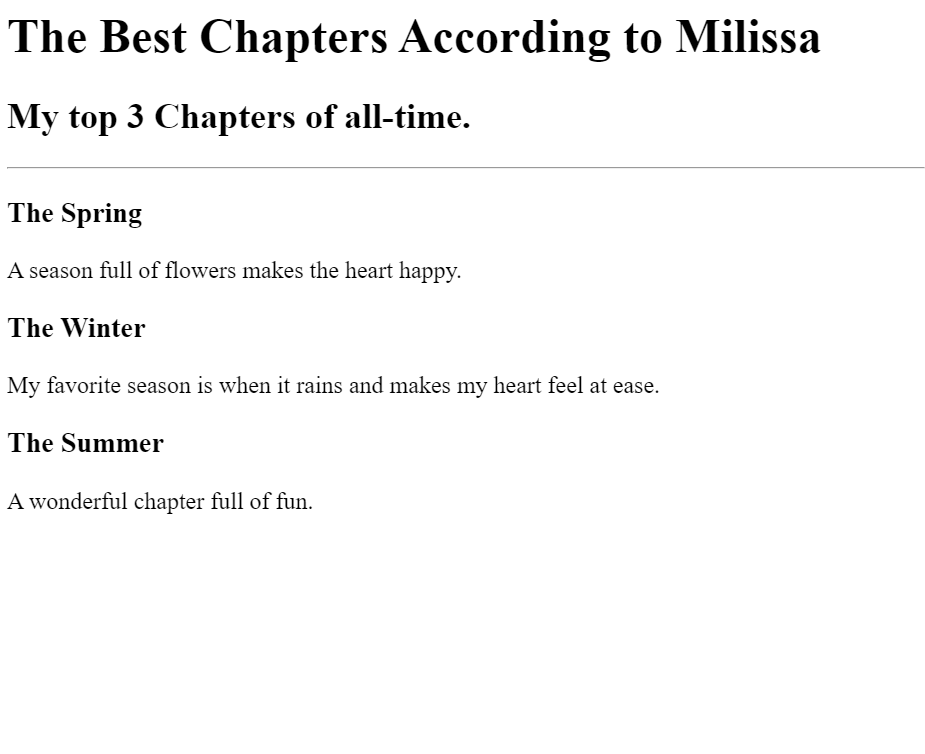 The Best Chapters According to Milissa
My top 3 Chapters of all-time.
The Spring
A season full of flowers makes the heart happy.
The Winter
My favorite season is when it rains and makes my heart feel at ease.
The Summer
A wonderful chapter full of fun.